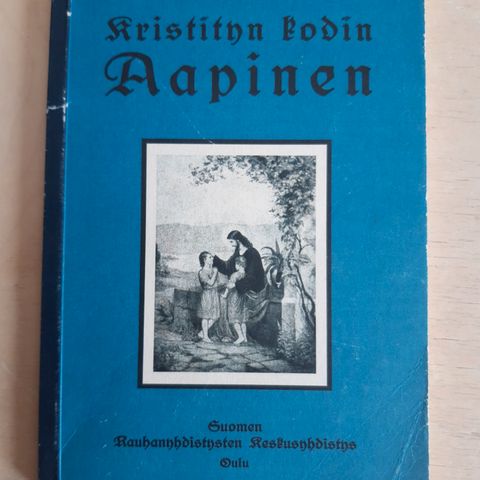 Kristityn kodin
Aapinen
Suomen
Rauhanyhdistysten Keskusyhdistys
Oulu